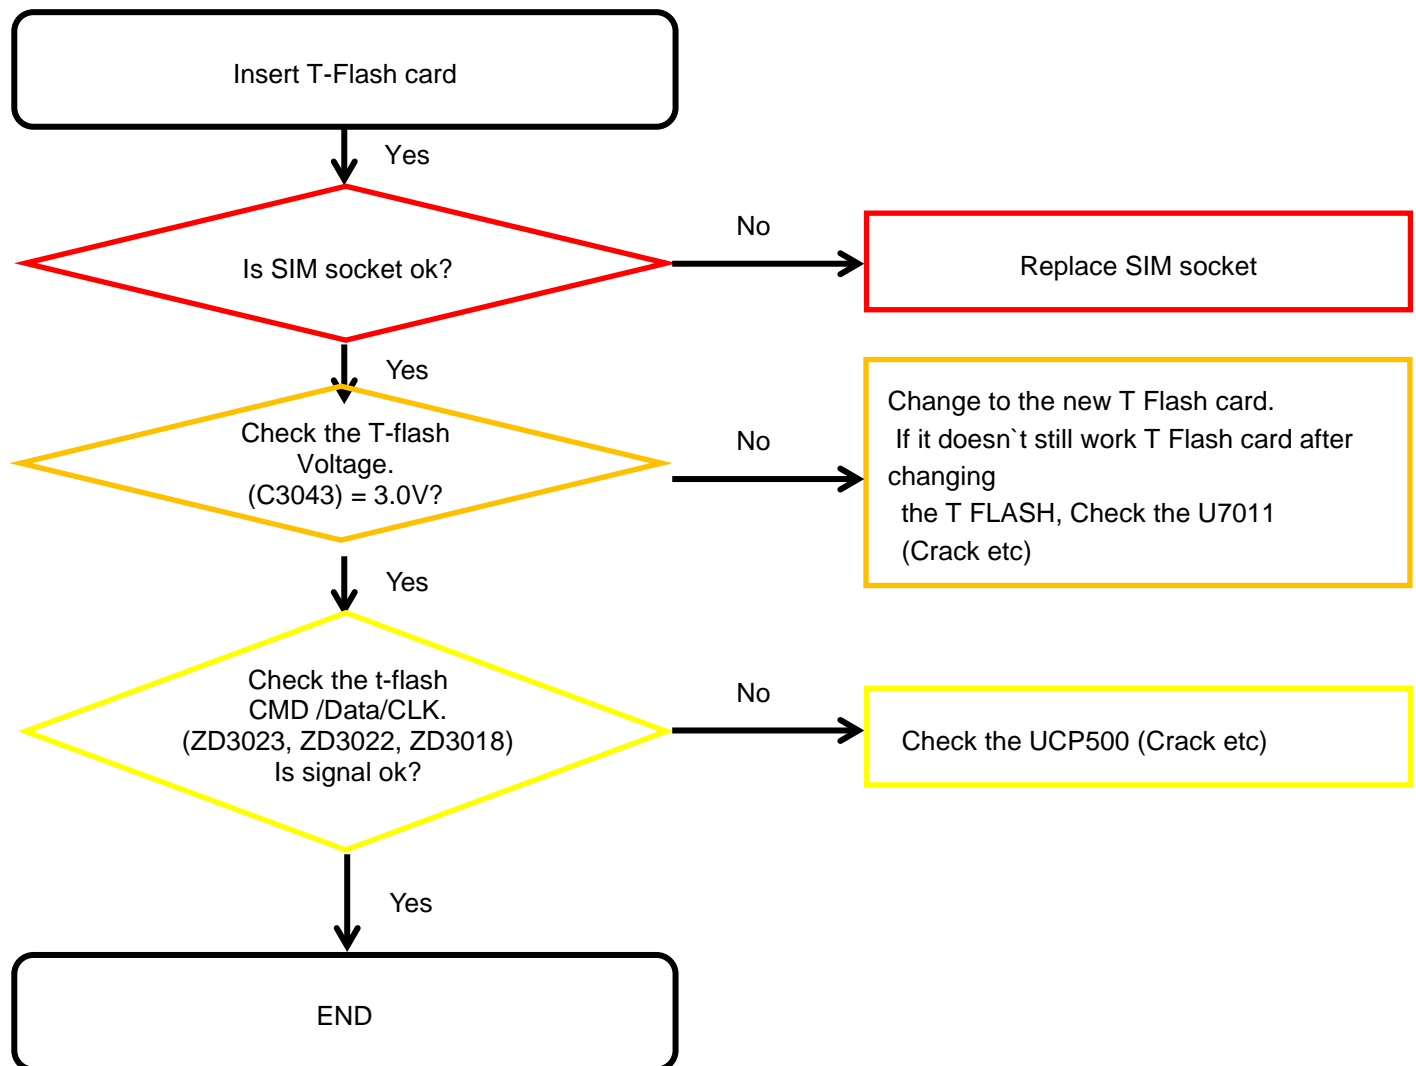 Insert T-Flash card
Yes
Is SIM socket ok?
No
Replace SIM socket
Yes
Check the T-flash
Voltage.
(C3043) = 3.0V?
No
Change to the new T Flash card.
If it doesn`t still work T Flash card after
changing
the T FLASH, Check the U7011
(Crack etc)
Yes
Check the t-flash
CMD /Data/CLK.
(ZD3023, ZD3022, ZD3018)
Is signal ok?
No
Check the UCP500 (Crack etc)
Yes
END